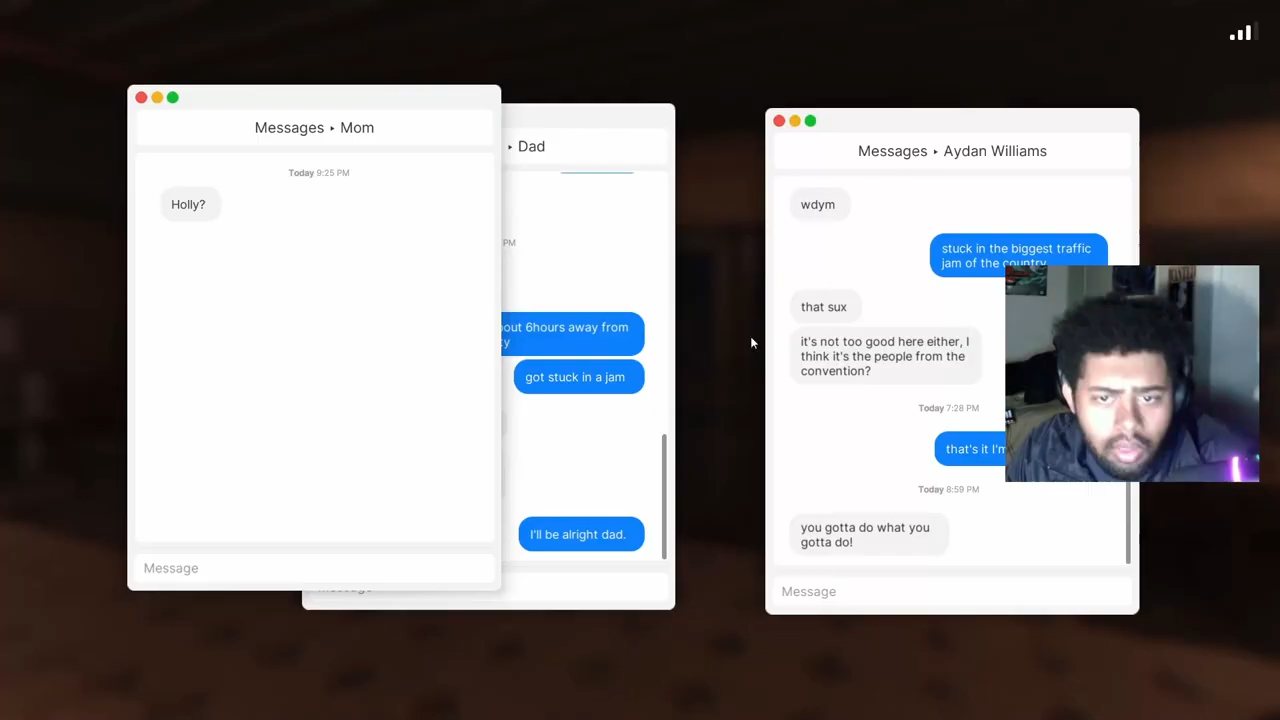 Messages ▸ Mom
Today 9:25 PM
Holly?
Message
▸ Dad
PM
6hours away from
got stuck in a jam
I'll be alright dad.
Messages ▸ Aydan Williams
wdym
stuck in the biggest traffic
jam of the country
that sux
it's not too good here either, I
think it's the people from the
convention?
Today 7:28 PM
that's it I'm
Today 8:59 PM
you gotta do what you
gotta do!
Message